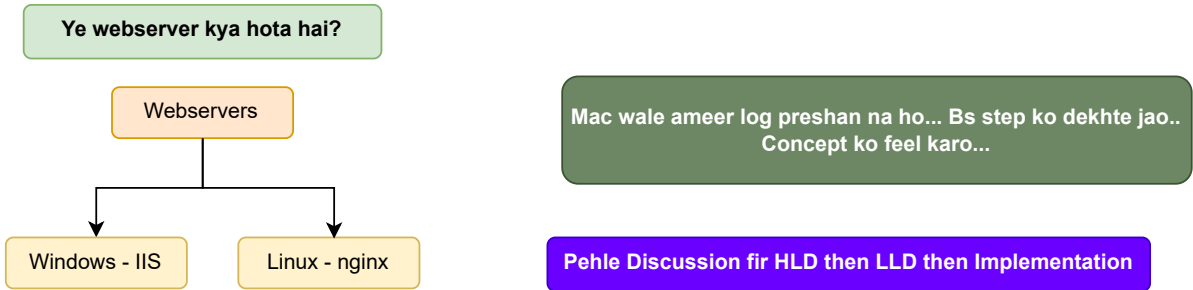 Ye webserver kya hota hai?
Webservers
Mac wale ameer log preshan na ho... Bs step ko dekhte jao..
Concept ko feel karo...
Windows - IIS
Linux - nginx
Pehle Discussion fir HLD then LLD then Implementation